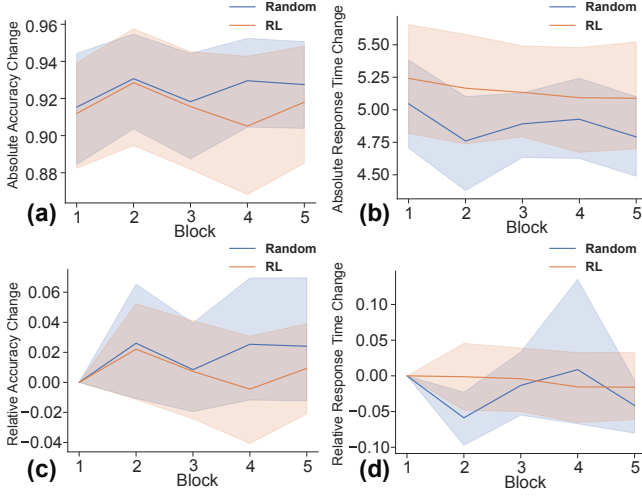 Random
RL
Absolute Accuracy Change
0.96
0.94
0.92
0.90
0.88
1 2 3 4 5
Block
(a)
Random
RL
Absolute Response Time Change
5.50
5.25
5.00
4.75
4.50
1 2 3 4 5
Block
(b)
Random
RL
Relative Accuracy Change
0.06
0.04
0.02
0.00
−0.02
−0.04
1 2 3 4 5
Block
(c)
Random
RL
Relative Response Time Change
0.10
0.05
0.00
−0.05
−0.10
1 2 3 4 5
Block
(d)